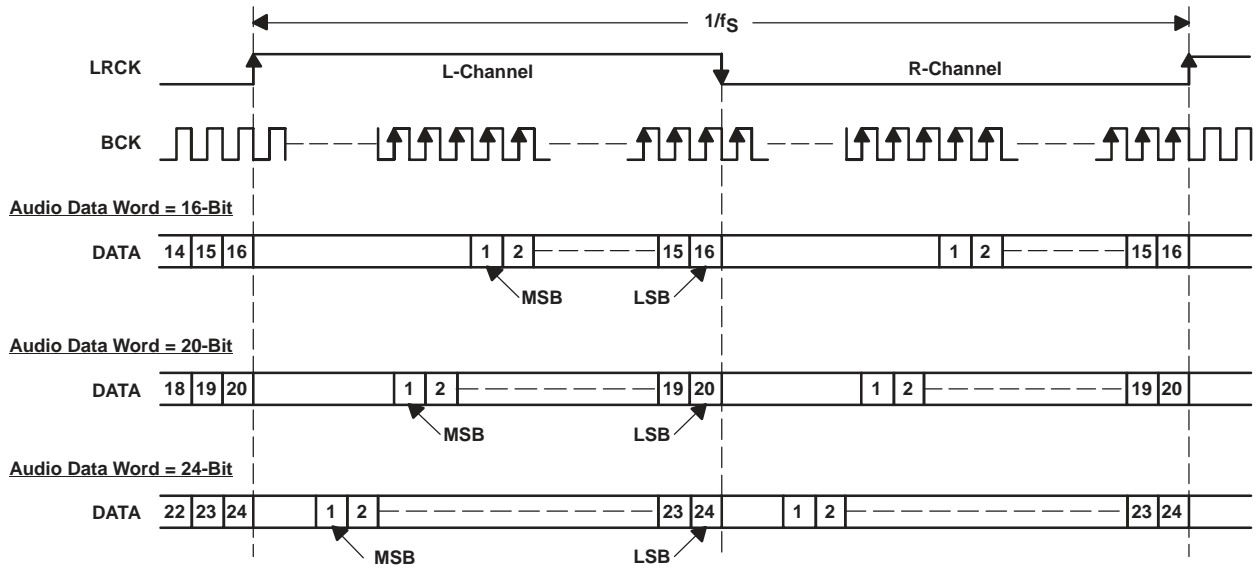 1/fS
LRCK L-Channel R-Channel
BCK
Audio Data Word = 16-Bit
DATA 14 15 16 1 2 15 16 1 2 15 16
MSB LSB
Audio Data Word = 20-Bit
DATA 18 19 20 1 2 19 20 1 2 19 20
MSB LSB
Audio Data Word = 24-Bit
DATA 22 23 24 1 2 23 24 1 2 23 24
MSB LSB